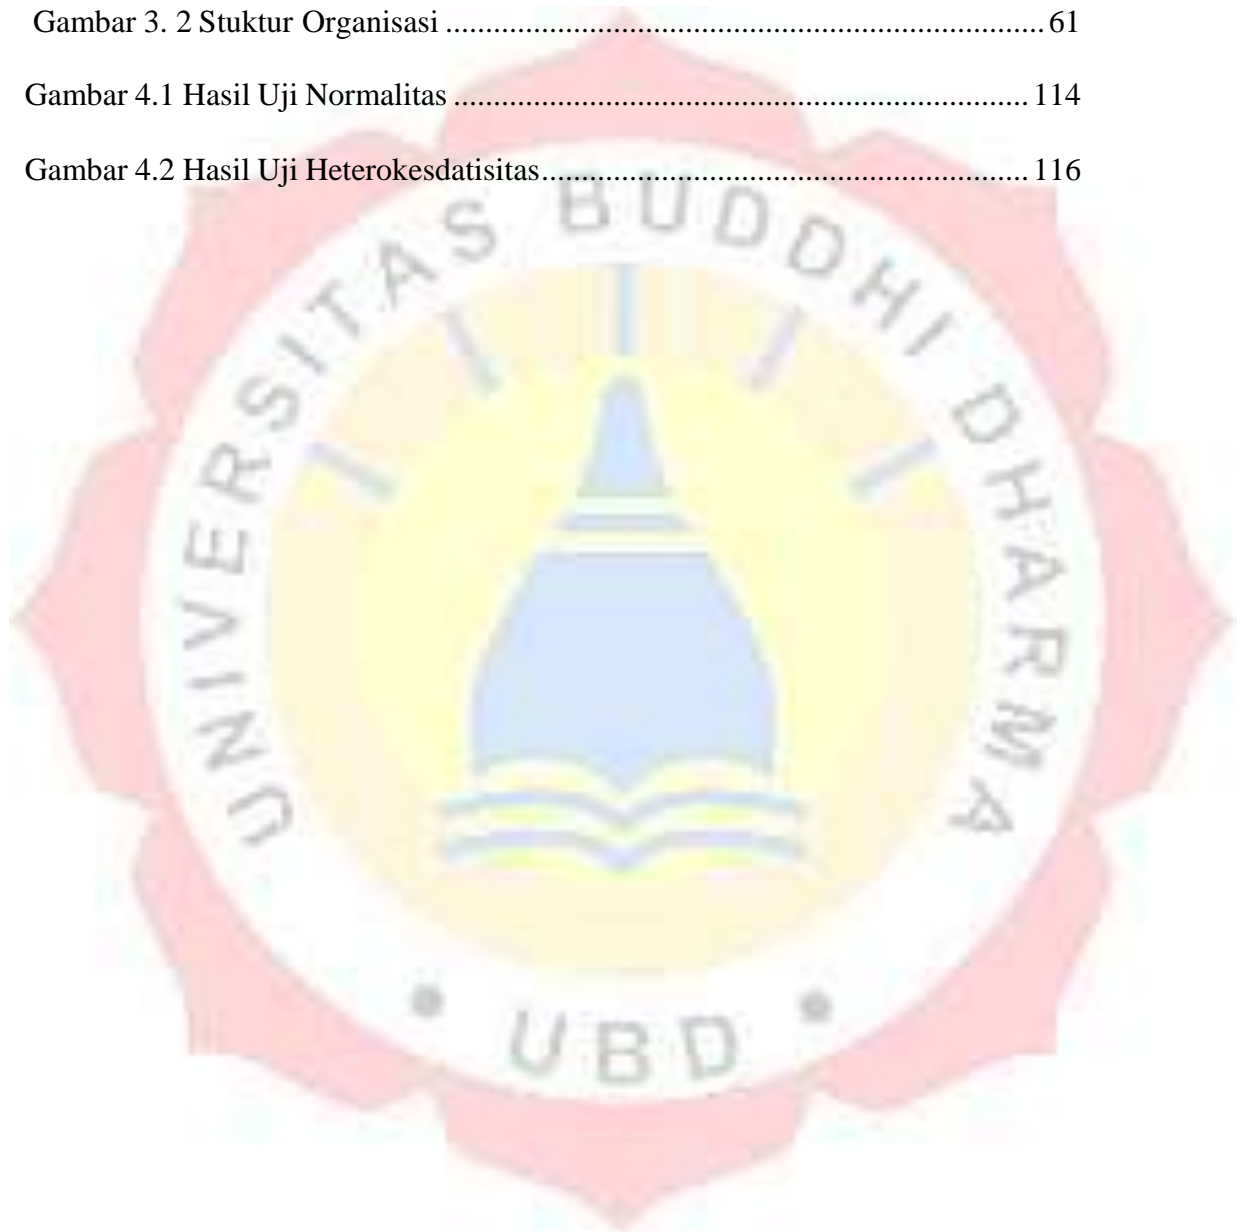 Gambar 3. 2 Stuktur Organisasi ............................................................... 61
Gambar 4.1 Hasil Uji Normalitas ............................................................ 114
Gambar 4.2 Hasil Uji Heterokesdatisitas................................................... 116
UNIVERSITAS BUDDHI DHARMA
• UBD •